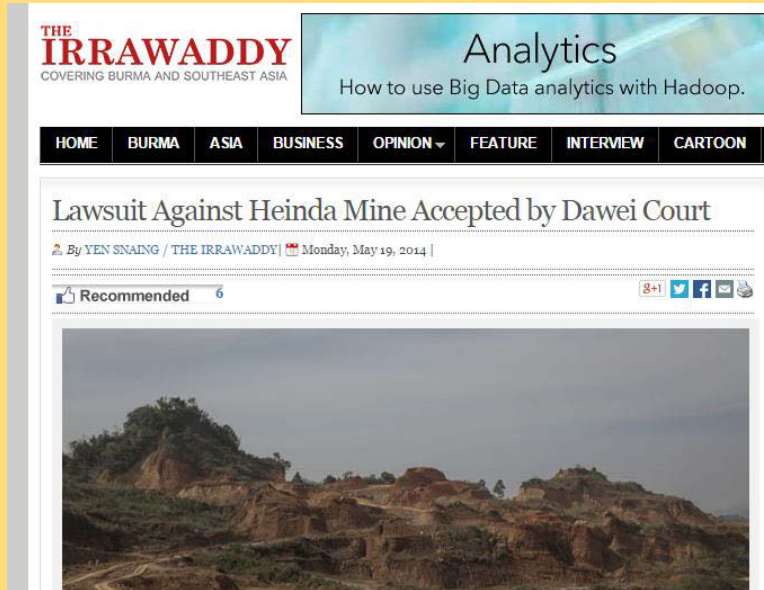 THE
IRRAWADDY
COVERING BURMA AND SOUTHEAST ASIA
Analytics
How to use Big Data analytics with Hadoop.
HOME BURMA ASIA BUSINESS OPINION FEATURE INTERVIEW CARTOON
Lawsuit Against Heinda Mine Accepted by Dawei Court
By YEN SNAING / THE IRRAWADDY| Monday, May 19, 2014 |
Recommended 6
g+1